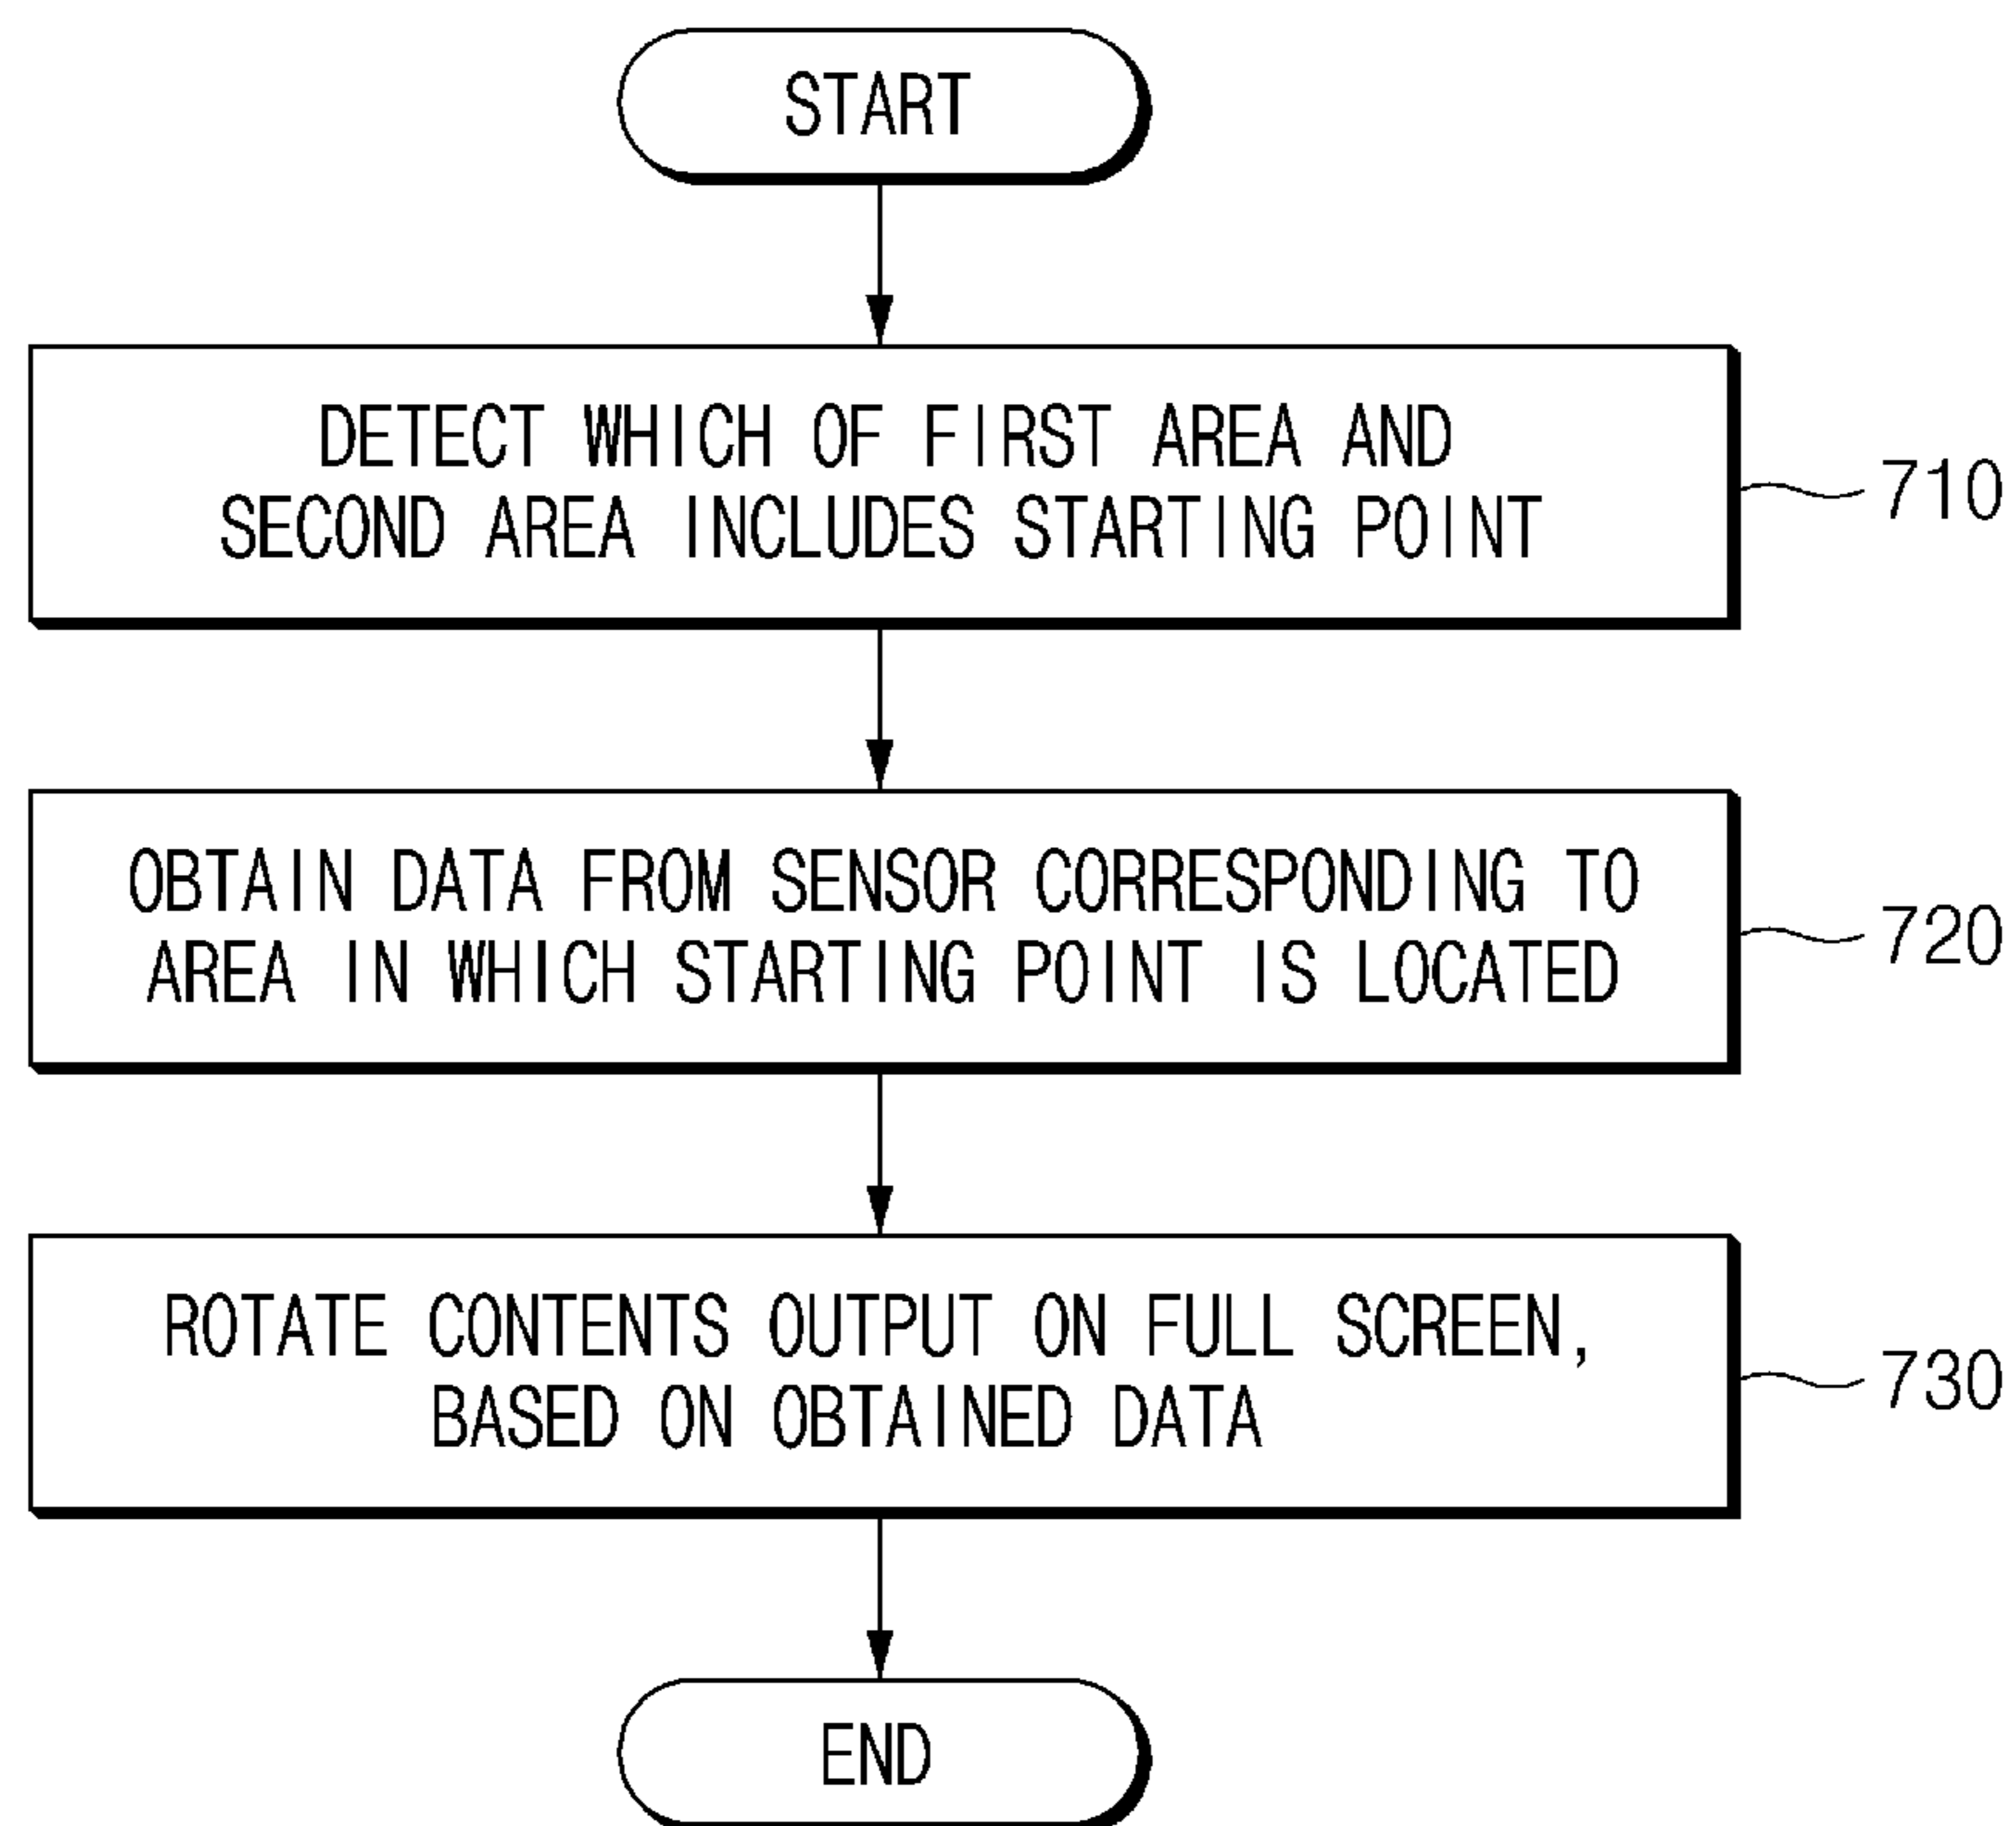 START
DETECT WHICH OF FIRST AREA AND
SECOND AREA INCLUDES STARTING POINT
710
OBTAIN DATA FROM SENSOR CORRESPONDING TO
AREA IN WHICH STARTING POINT IS LOCATED
720
ROTATE CONTENTS OUTPUT ON FULL SCREEN,
BASED ON OBTAINED DATA
730
END